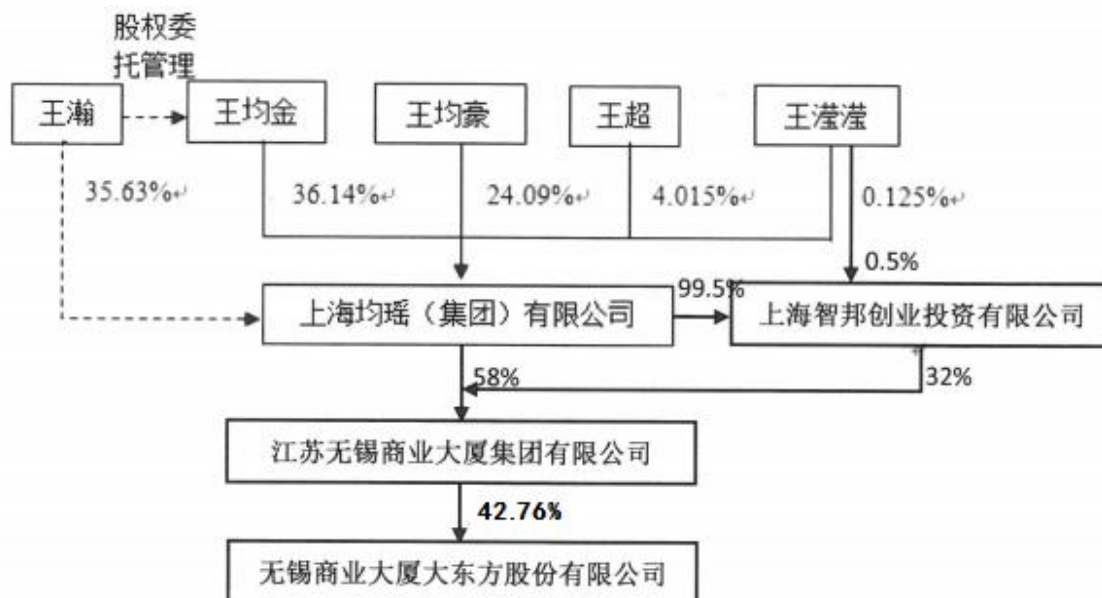 股权委
托管理
王瀚
王均金
王均豪
王超
王滢滢
35.63%↵
36.14%↵
24.09%↵
4.015%↵
0.125%↵
0.5%
上海均瑶（集团）有限公司
99.5%
上海智邦创业投资有限公司
58%
32%
江苏无锡商业大厦集团有限公司
42.76%
无锡商业大厦大东方股份有限公司